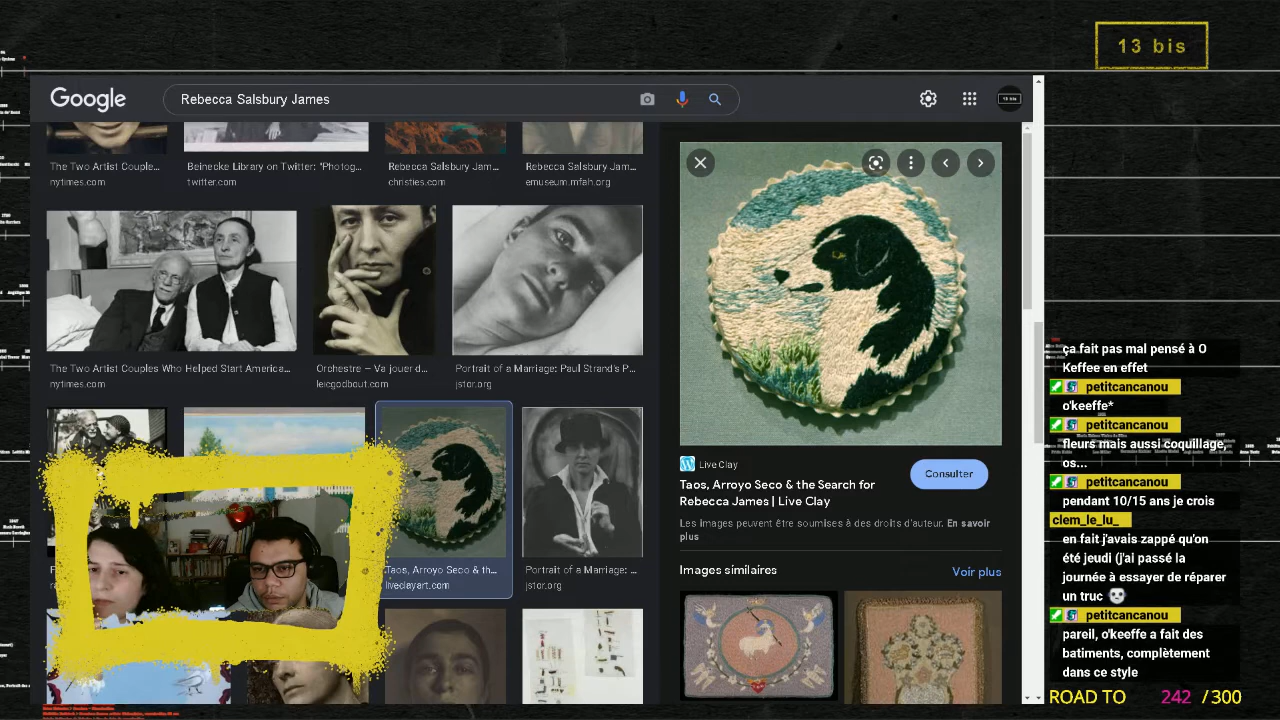 13 bis
Google
Rebecca Salsbury James
13 bis
The Two Artist Couple...
nytimes.com
Beinecke Library on Twitter: "Photog...
twitter.com
Rebecca Salsbury Jam...
christies.com
Rebecca Salsbury Jam...
emuseum.mfah.org
The Two Artist Couples Who Helped Start America...
nytimes.com
Orchestre – Va jouer d...
leicgodbout.com
Portrait of a Marriage: Paul Strand's P...
jstor.org
Taos, Arroyo Seco & th...
liveclayart.com
Portrait of a Marriage: ...
jstor.org
Live Clay
Taos, Arroyo Seco & the Search for
Rebecca James | Live Clay
Consulter
Les images peuvent être soumises à des droits d'auteur. En savoir
plus
Images similaires
Voir plus
ça fait pas mal pensé à O
Keffee en effet
petitcancanou
o'keeffe*
petitcancanou
fleurs mais aussi coquillage,
os...
petitcancanou
pendant 10/15 ans je crois
clem_le_lu_
en fait j'avais zappé qu'on
été jeudi (j'ai passé la
journée à essayer de réparer
un truc
petitcancanou
pareil, o'keeffe a fait des
batiments, complètement
dans ce style
ROAD TO 242 /300